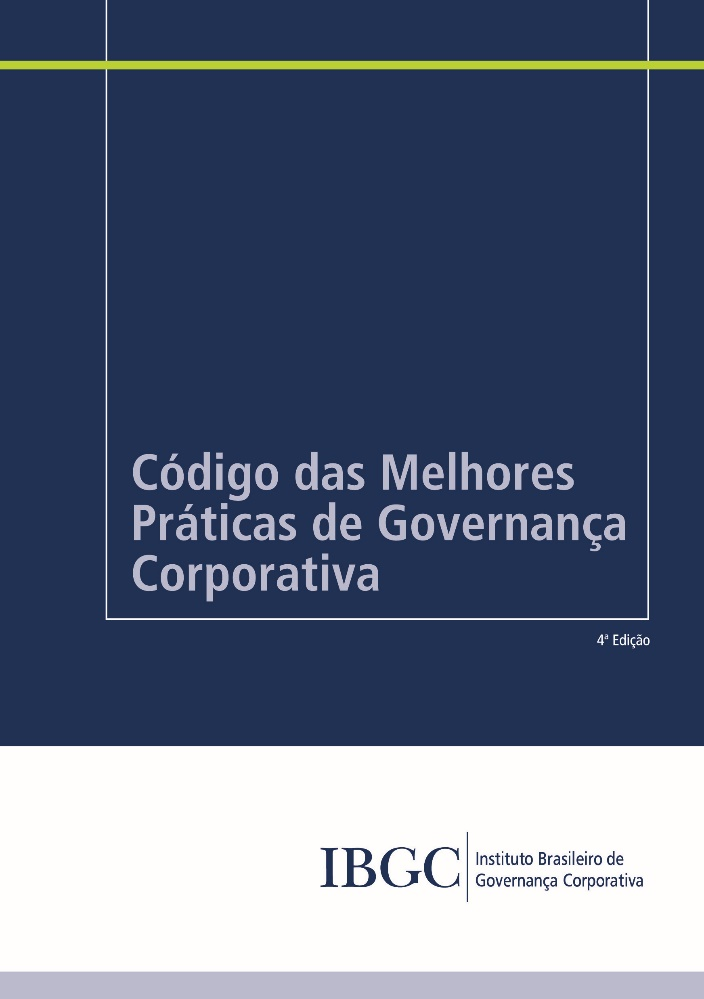 Código das Melhores
Práticas de Governança
Corporativa
4ª Edição
IBGC
Instituto Brasileiro de
Governança Corporativa